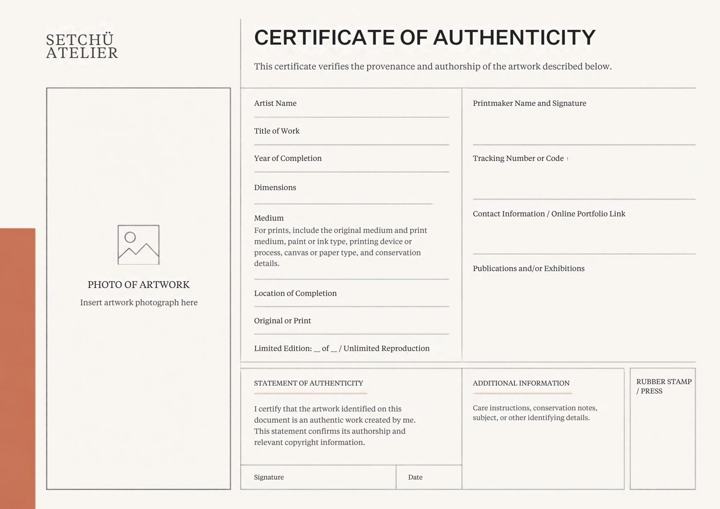 SETCHÜ
ATELIER
CERTIFICATE OF AUTHENTICITY
This certificate verifies the provenance and authorship of the artwork described below.
PHOTO OF ARTWORK
Insert artwork photograph here
Artist Name
Title of Work
Year of Completion
Dimensions
Medium
For prints, include the original medium and print
medium, paint or ink type, printing device or
process, canvas or paper type, and conservation
details.
Location of Completion
Original or Print
Limited Edition: __ of __ / Unlimited Reproduction
Printmaker Name and Signature
Tracking Number or Code
Contact Information / Online Portfolio Link
Publications and/or Exhibitions
STATEMENT OF AUTHENTICITY
I certify that the artwork identified on this
document is an authentic work created by me.
This statement confirms its authorship and
relevant copyright information.
Signature
Date
ADDITIONAL INFORMATION
Care instructions, conservation notes,
subject, or other identifying details.
RUBBER STAMP
/ PRESS